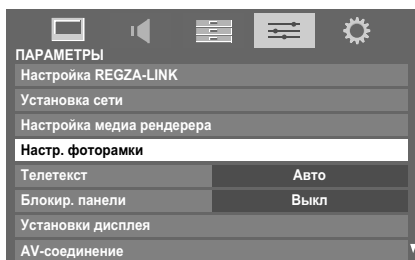 ПАРАМЕТРЫ
Настройка REGZA-LINK
Установка сети
Настройка медиа рендерера
Настр. фоторамки
Телетекст Авто
Блокир. панели Выкл
Установки дисплея
AV-соединение